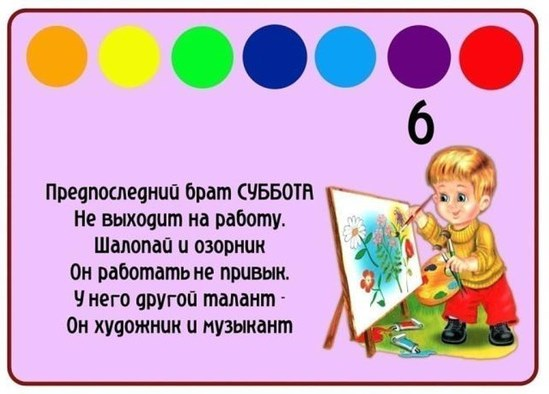 6
Предпоследний брат СУББОТА
Не выходит на работу.
Шалопай и озорник
Он работать не привык.
У него другой талант -
Он художник и музыкант